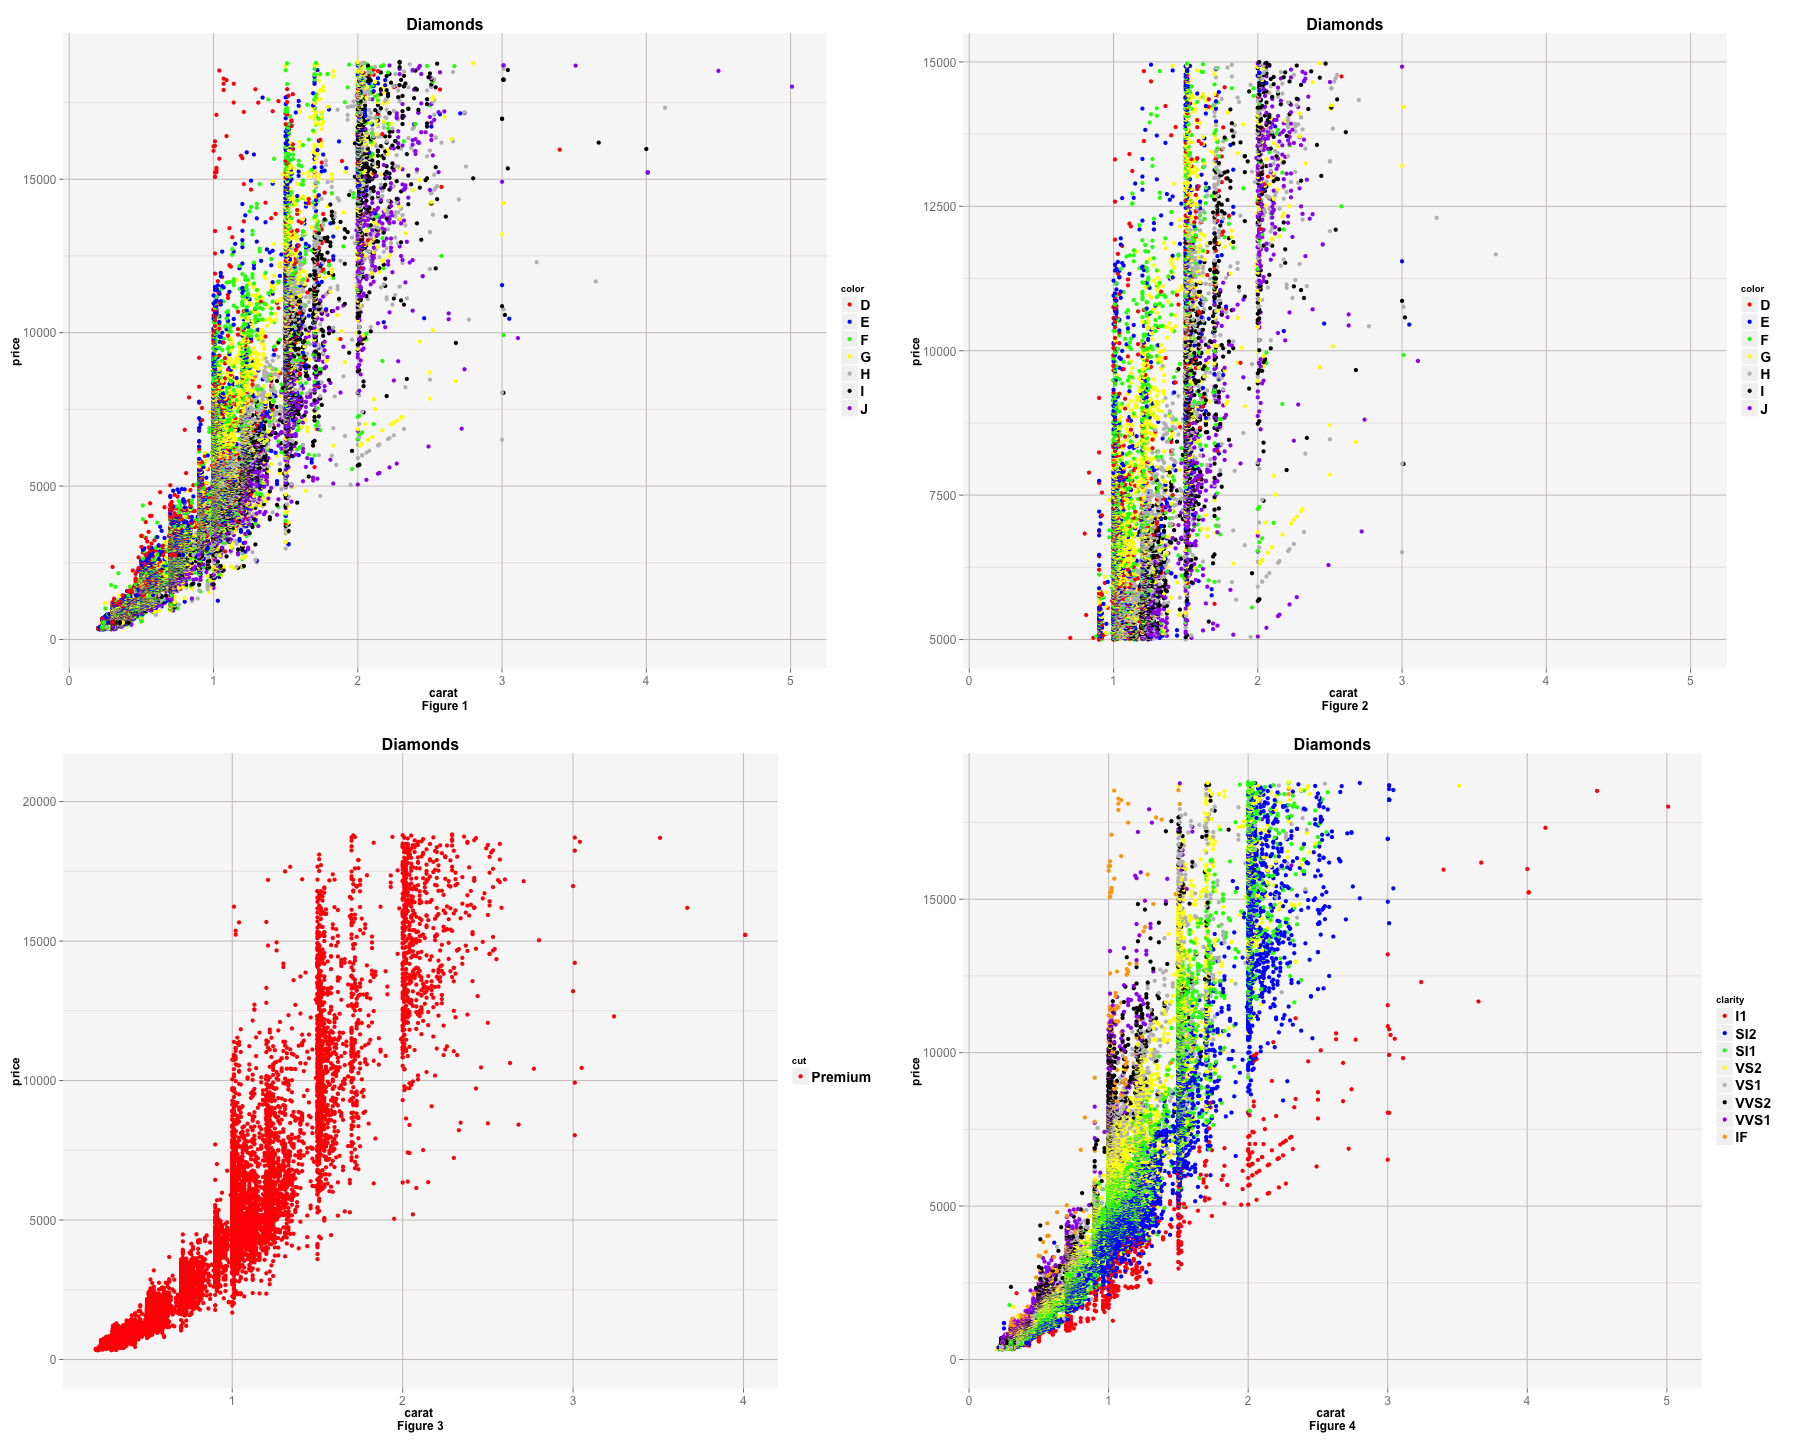 Diamonds
15000
10000
5000
0
price
0 1 2 3 4 5
carat
Figure 1
color
D
E
F
G
H
I
J
Diamonds
15000
12500
10000
7500
5000
price
0 1 2 3 4 5
carat
Figure 2
color
D
E
F
G
H
I
J
Diamonds
20000
15000
10000
5000
0
price
1 2 3 4
carat
Figure 3
cut
Premium
Diamonds
15000
10000
5000
0
price
0 1 2 3 4 5
carat
Figure 4
clarity
I1
SI2
SI1
VS2
VS1
VVS2
VVS1
IF